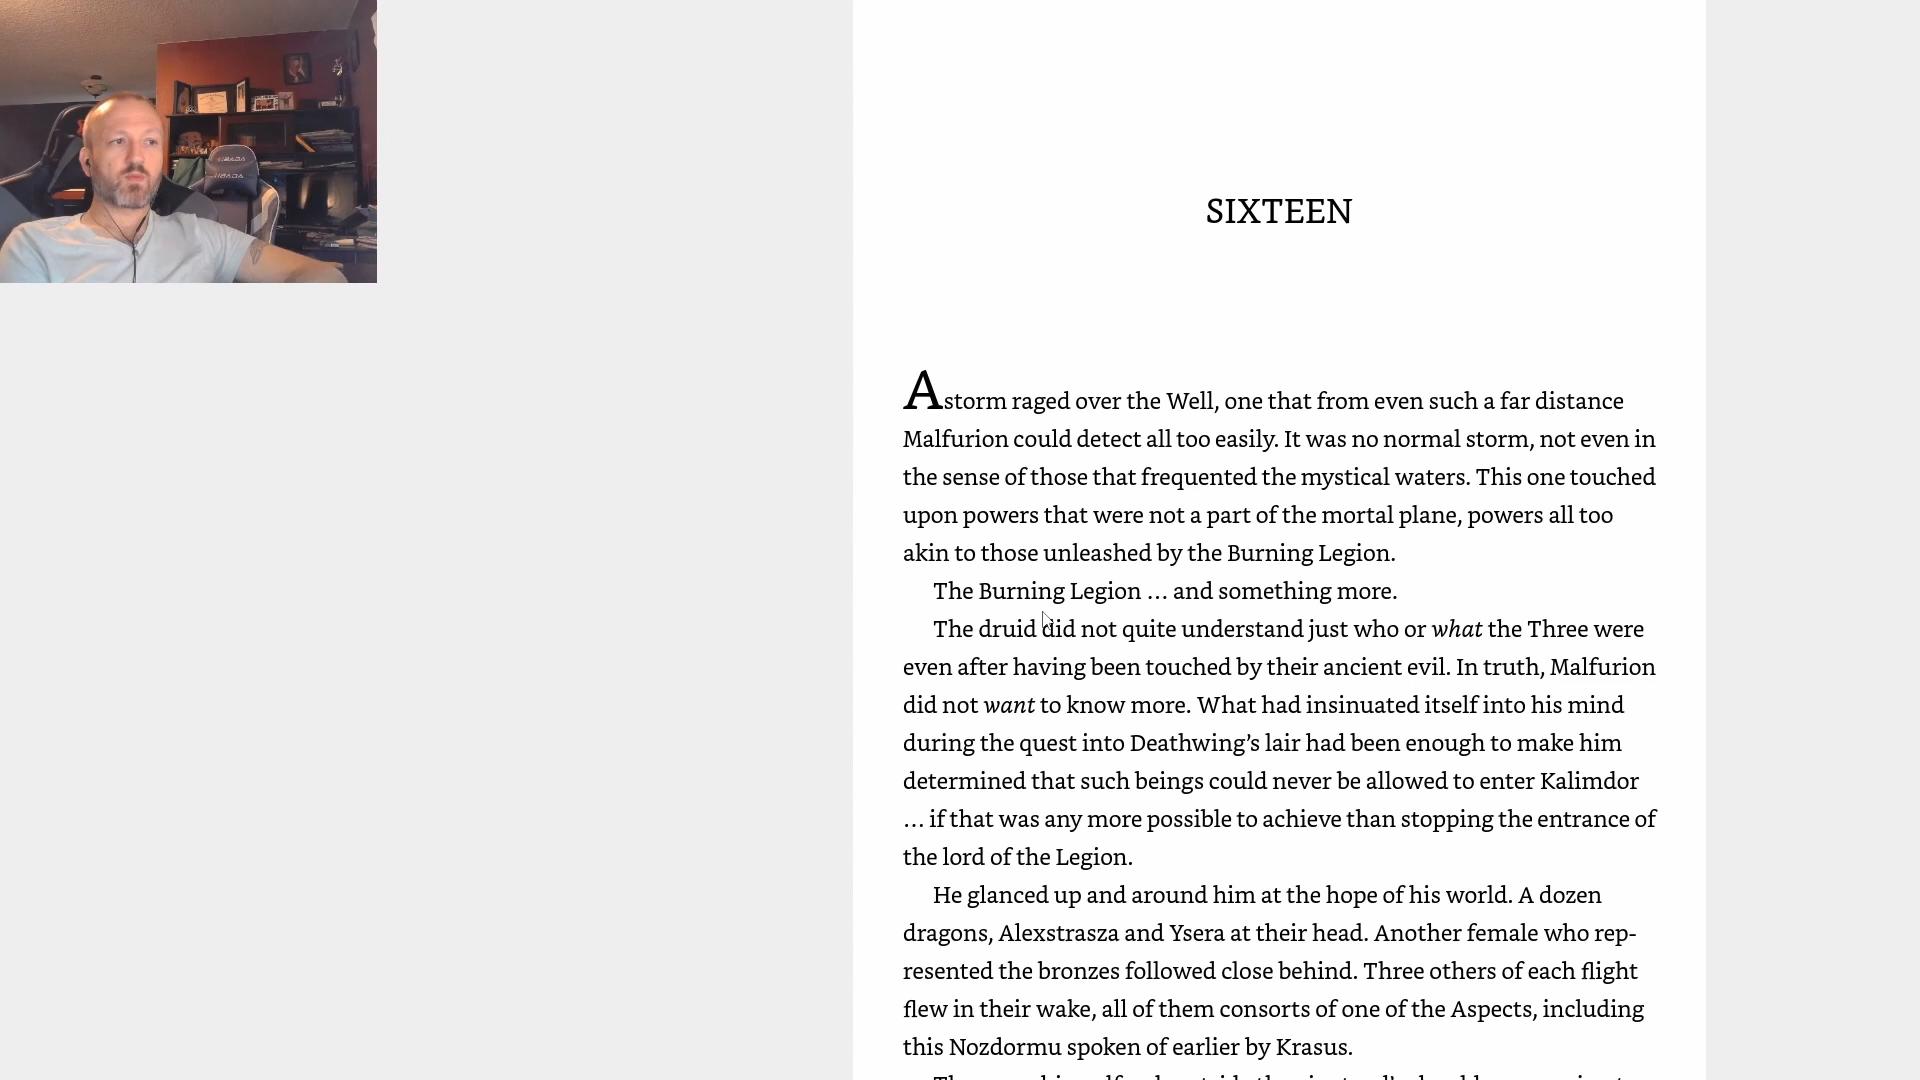 SIXTEEN
A storm raged over the Well, one that from even such a far distance
Malfurion could detect all too easily. It was no normal storm, not even in
the sense of those that frequented the mystical waters. This one touched
upon powers that were not a part of the mortal plane, powers all too
akin to those unleashed by the Burning Legion.
The Burning Legion … and something more.
The druid did not quite understand just who or what the Three were
even after having been touched by their ancient evil. In truth, Malfurion
did not want to know more. What had insinuated itself into his mind
during the quest into Deathwing’s lair had been enough to make him
determined that such beings could never be allowed to enter Kalimdor
… if that was any more possible to achieve than stopping the entrance of
the lord of the Legion.
He glanced up and around him at the hope of his world. A dozen
dragons, Alexstrasza and Ysera at their head. Another female who rep-
resented the bronzes followed close behind. Three others of each flight
flew in their wake, all of them consorts of one of the Aspects, including
this Nozdormu spoken of earlier by Krasus.